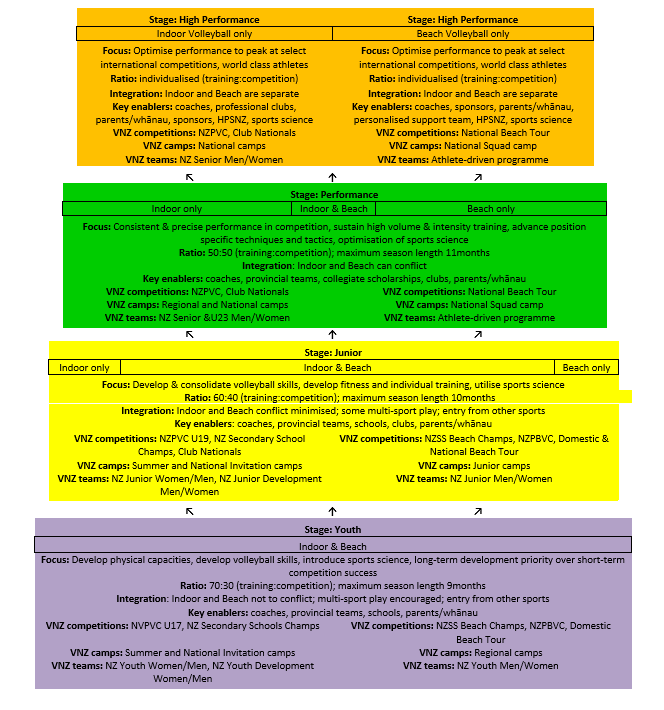 Stage: High Performance
Indoor Volleyball only
Focus: Optimise performance to peak at select
international competitions, world class athletes
Ratio: individualised (training:competition)
Integration: Indoor and Beach are separate
Key enablers: coaches, professional clubs,
parents/whānau, sponsors, HPSNZ, sports science
VNZ competitions: NZPVC, Club Nationals
VNZ camps: National camps
VNZ teams: NZ Senior Men/Women
Stage: High Performance
Beach Volleyball only
Focus: Optimise performance to peak at select
international competitions, world class athletes
Ratio: individualised (training:competition)
Integration: Indoor and Beach are separate
Key enablers: coaches, sponsors, parents/whānau,
personalised support team, HPSNZ, sports science
VNZ competitions: National Beach Tour
VNZ camps: National Squad camp
VNZ teams: Athlete-driven programme
Stage: Performance
Indoor only
Indoor & Beach
Beach only
Focus: Consistent & precise performance in competition, sustain high volume & intensity training, advance position
specific techniques and tactics, optimisation of sports science
Ratio: 50:50 (training:competition); maximum season length 11months
Integration: Indoor and Beach can conflict
Key enablers: coaches, provincial teams, collegiate scholarships, clubs, parents/whānau
VNZ competitions: NZPVC, Club Nationals
VNZ camps: Regional and National camps
VNZ teams: NZ Senior &U23 Men/Women
VNZ competitions: National Beach Tour
VNZ camps: National Squad camp
VNZ teams: Athlete-driven programme
Stage: Junior
Indoor only
Indoor & Beach
Beach only
Focus: Develop & consolidate volleyball skills, develop fitness and individual training, utilise sports science
Ratio: 60:40 (training:competition); maximum season length 10months
Integration: Indoor and Beach conflict minimised; some multi-sport play; entry from other sports
Key enablers: coaches, provincial teams, schools, clubs, parents/whānau
VNZ competitions: NZPVC U19, NZ Secondary School
Champs, Club Nationals
VNZ camps: Summer and National Invitation camps
VNZ teams: NZ Junior Women/Men, NZ Junior Development
Men/Women
VNZ competitions: NZSS Beach Champs, NZPBVC, Domestic &
National Beach Tour
VNZ camps: Junior camps
VNZ teams: NZ Junior Men/Women
Stage: Youth
Indoor & Beach
Focus: Develop physical capacities, develop volleyball skills, introduce sports science, long-term development priority over short-term
competition success
Ratio: 70:30 (training:competition); maximum season length 9months
Integration: Indoor and Beach not to conflict; multi-sport play encouraged; entry from other sports
Key enablers: coaches, provincial teams, schools, parents/whānau
VNZ competitions: NVPVC U17, NZ Secondary Schools Champs
VNZ camps: Summer and National Invitation camps
VNZ teams: NZ Youth Women/Men, NZ Youth Development
Women/Men
VNZ competitions: NZSS Beach Champs, NZPBVC, Domestic
Beach Tour
VNZ camps: Regional camps
VNZ teams: NZ Youth Men/Women